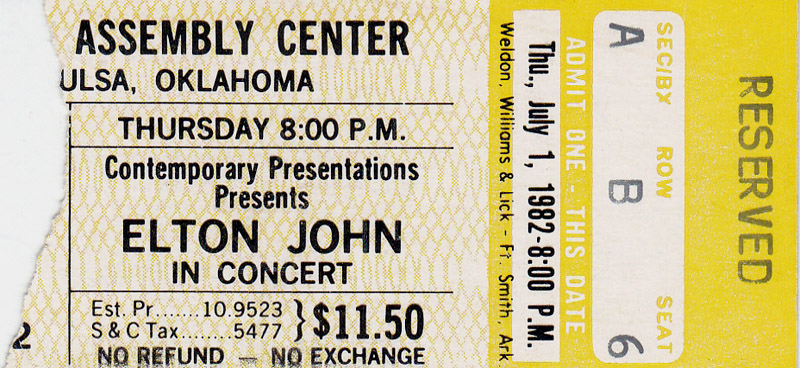 ASSEMBLY CENTER
ULSA, OKLAHOMA
THURSDAY 8:00 P.M.
Contemporary Presentations
Presents
ELTON JOHN
IN CONCERT
Est. Pr.......10.9523
S & C Tax........5477
$11.50
NO REFUND — NO EXCHANGE
2
Weldon, Williams & Lick - Ft. Smith, Ark.
Thu., July 1, 1982-8:00 P.M.
ADMIT ONE - THIS DATE
A B 6
SEC/BX ROW SEAT
RESERVED